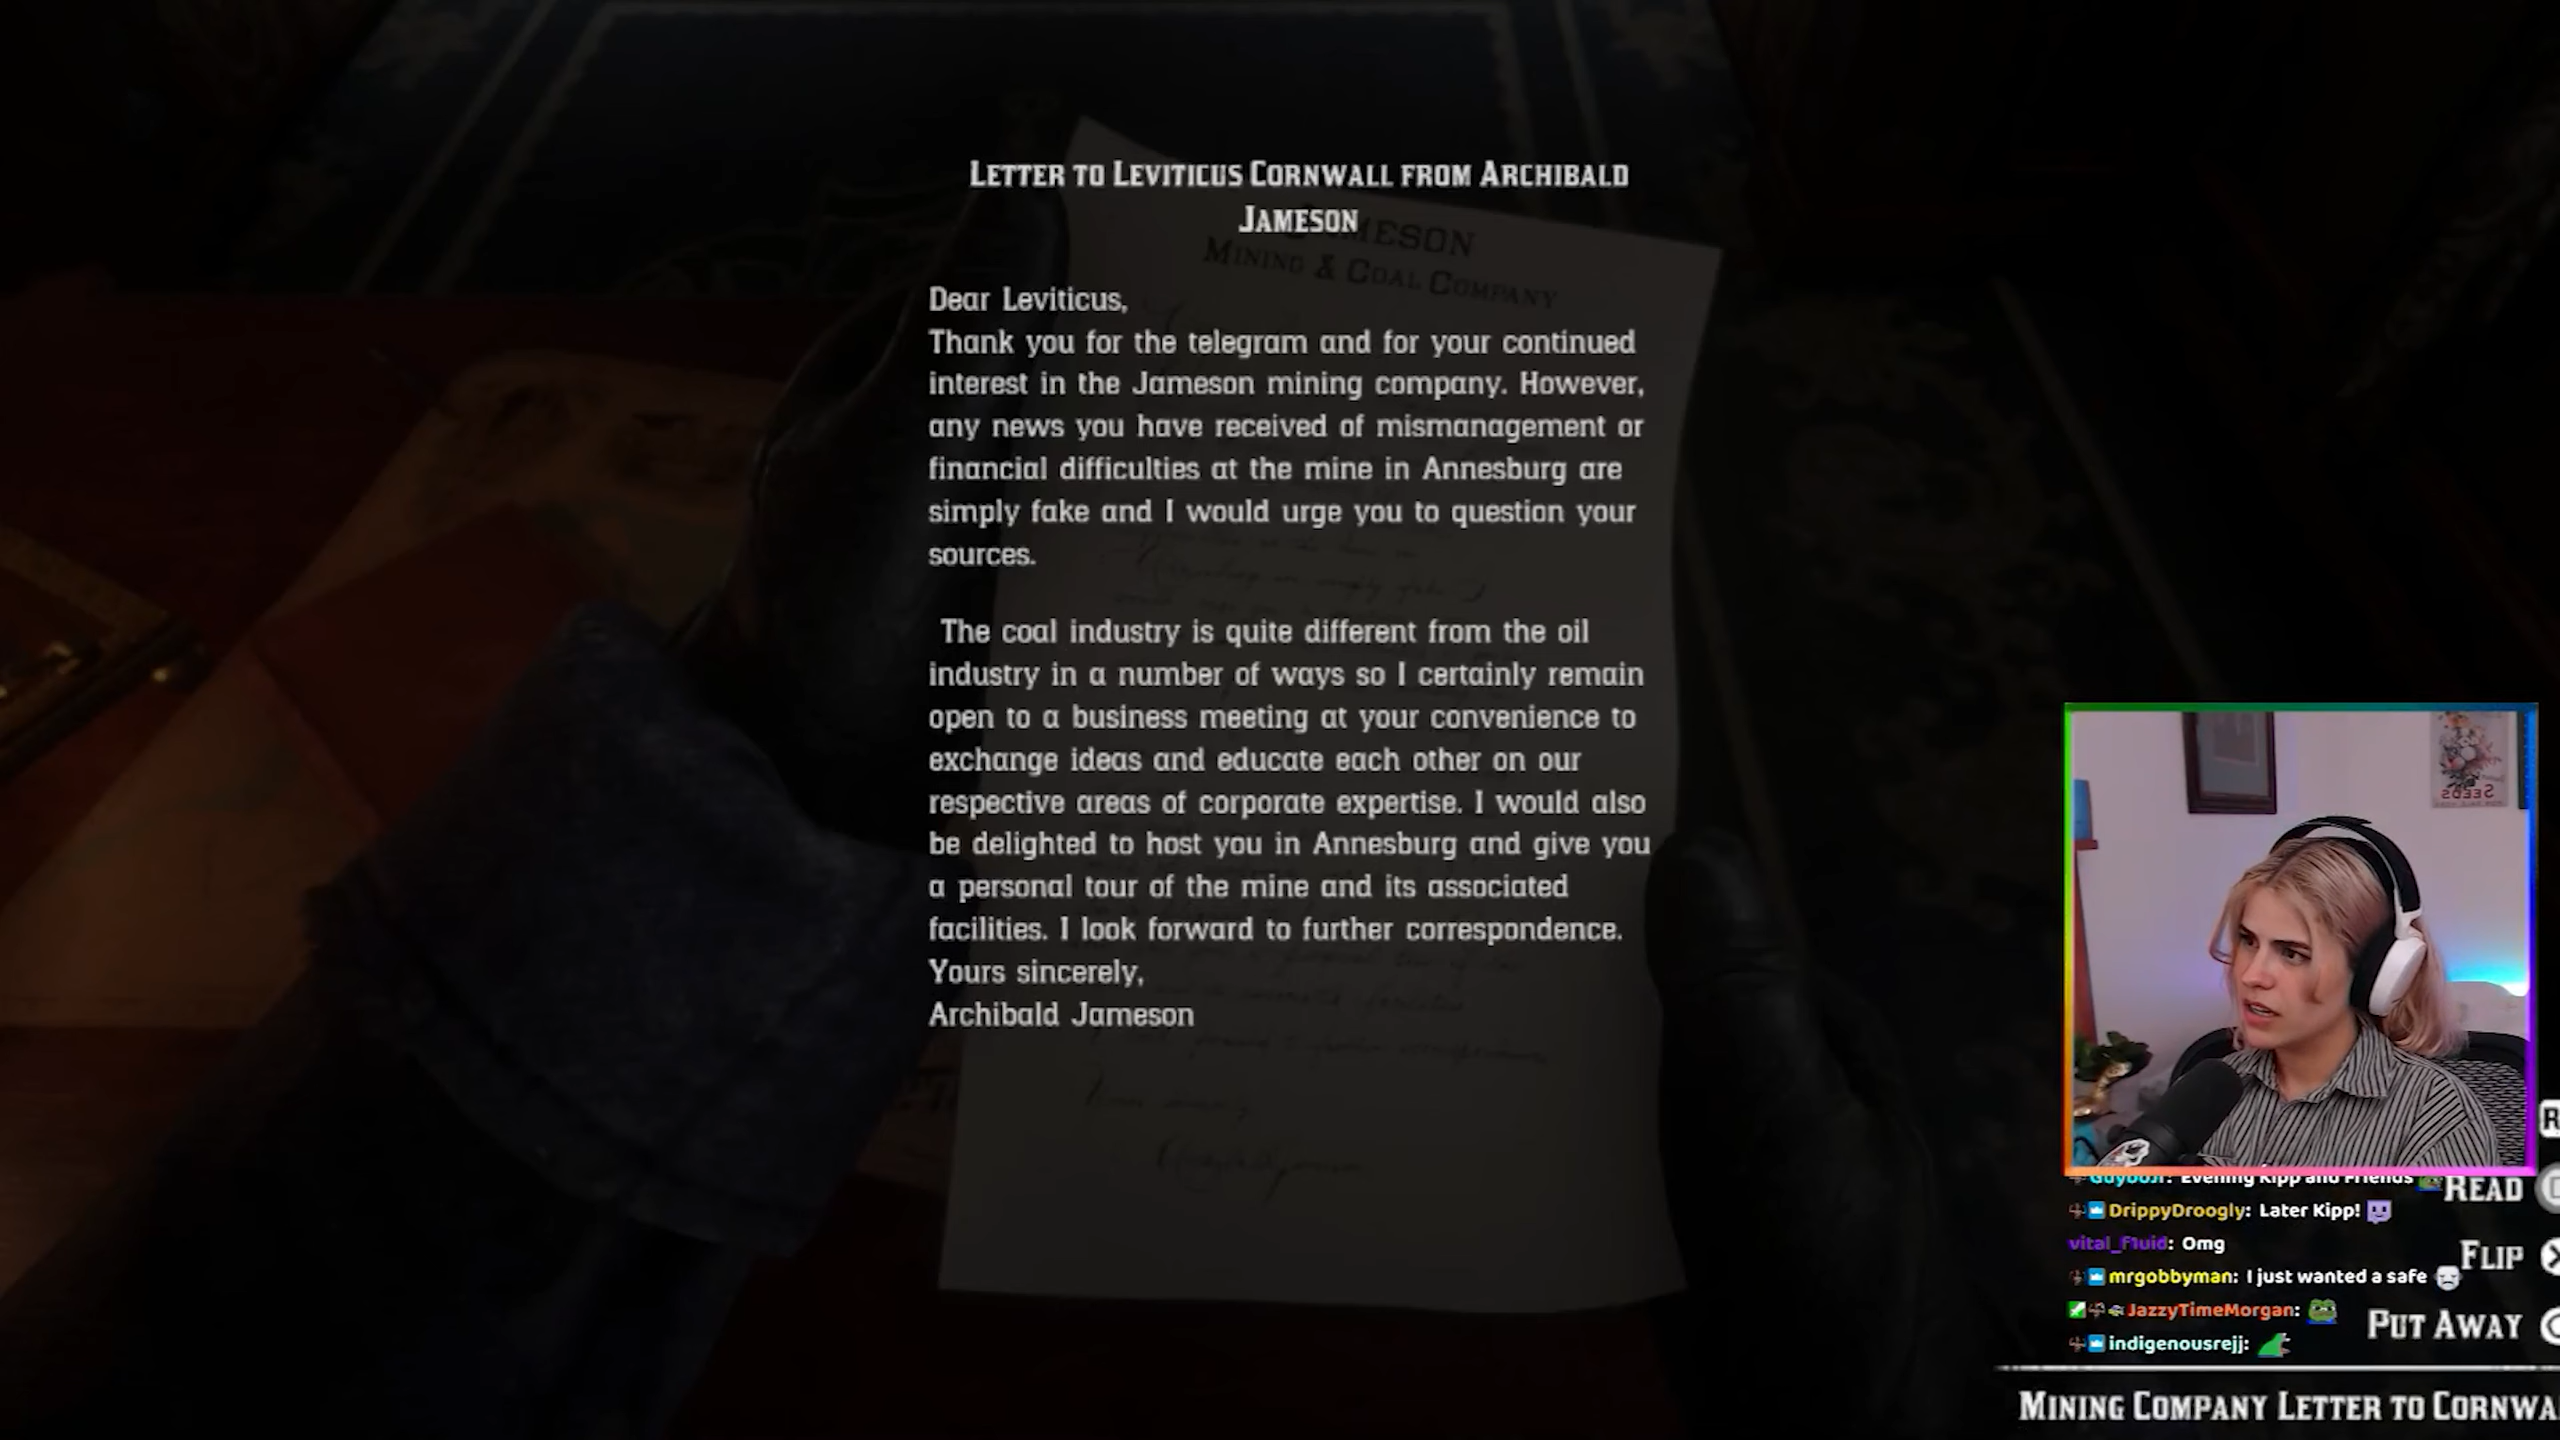 LETTER TO LEVITICUS CORNWALL FROM ARCHIBALD
JAMESON
MINING & COAL COMPANY
Dear Leviticus,
Thank you for the telegram and for your continued
interest in the Jameson mining company. However,
any news you have received of mismanagement or
financial difficulties at the mine in Annesburg are
simply fake and I would urge you to question your
sources.
The coal industry is quite different from the oil
industry in a number of ways so I certainly remain
open to a business meeting at your convenience to
exchange ideas and educate each other on our
respective areas of corporate expertise. I would also
be delighted to host you in Annesburg and give you
a personal tour of the mine and its associated
facilities. I look forward to further correspondence.
Yours sincerely,
Archibald Jameson
SEEDS
Evening Kipp and Friends
READ
DrippyDroogly: Later Kipp!
vital_f1uid: Omg
FLIP
mrgobbyman: I just wanted a safe
JazzyTimeMorgan:
PUT AWAY
indigenousrejj:
MINING COMPANY LETTER TO